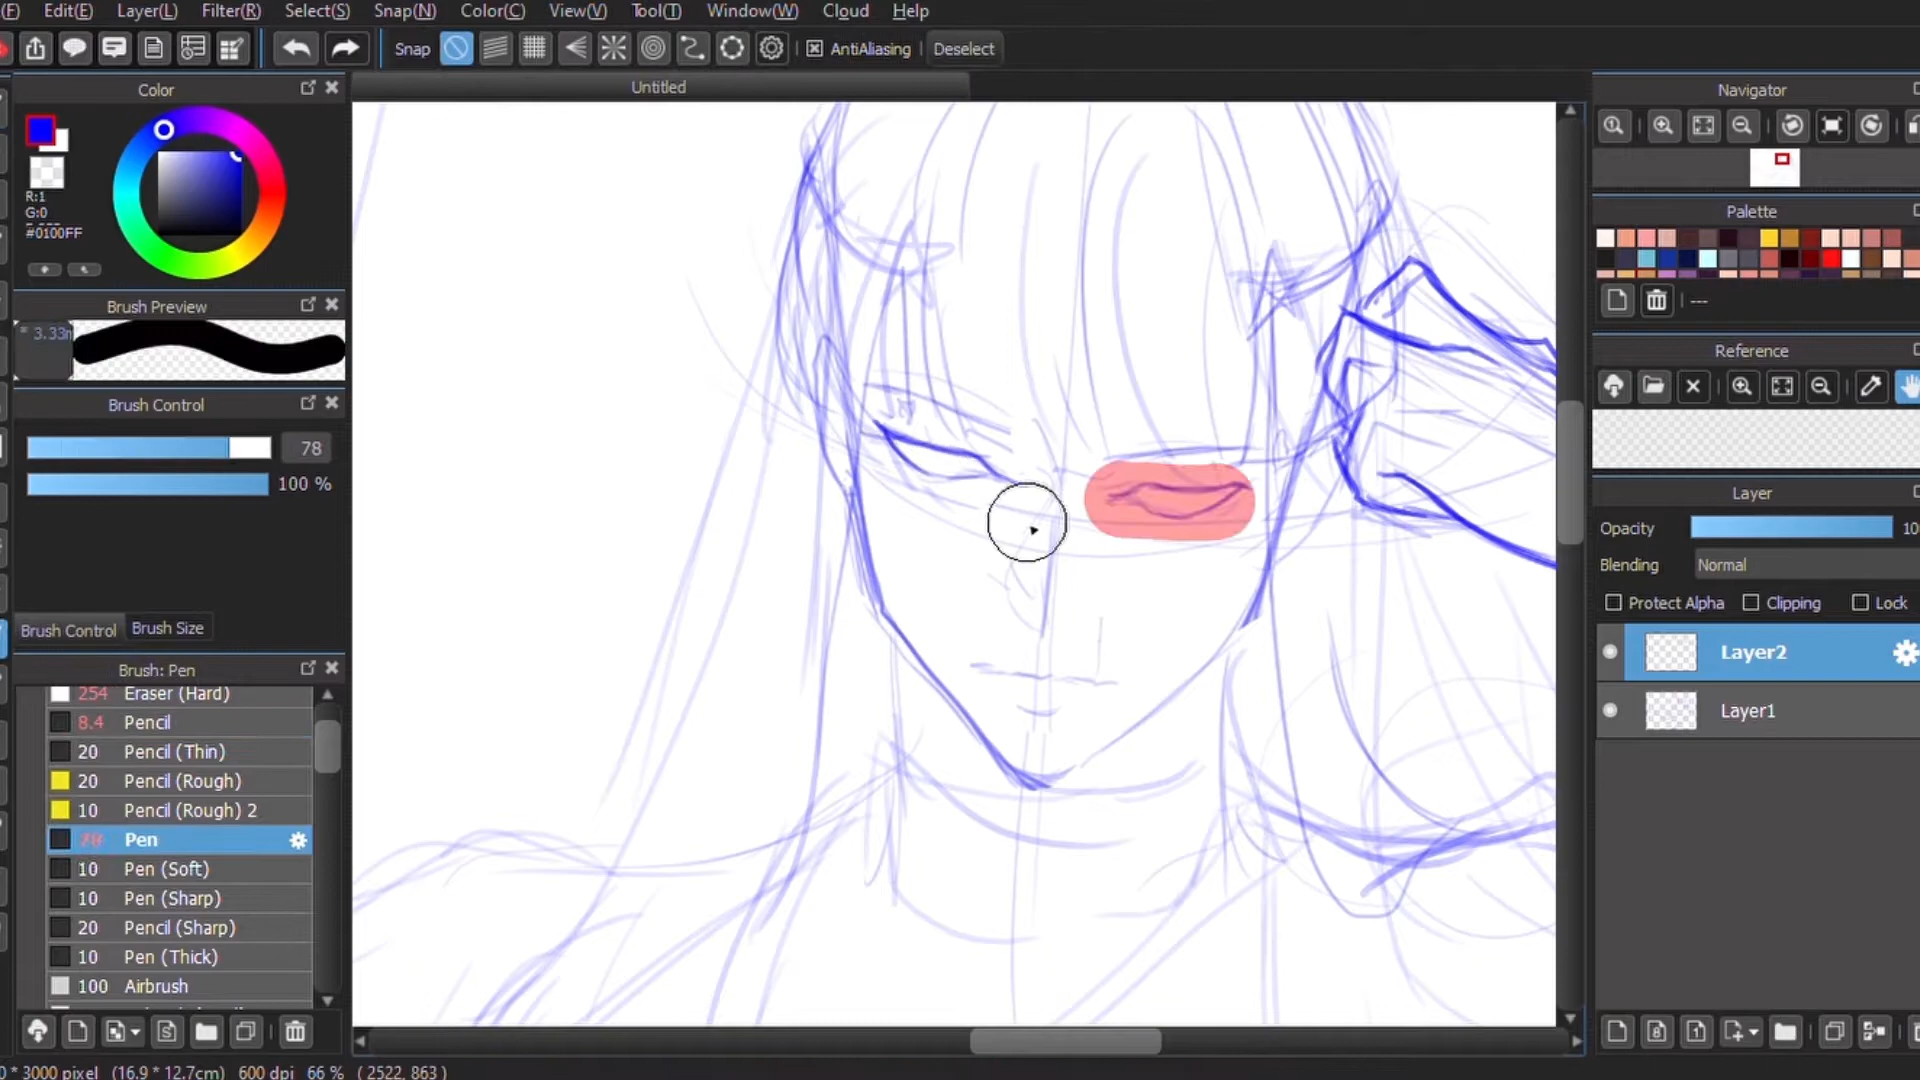 (F) Edit(E) Layer(L) Filter(R) Select(S) Snap(N) Color(C) View(V) Tool(T) Window(W) Cloud Help
Snap AntiAliasing Deselect
Color
Untitled
Navigator
R:1
G:0
#0100FF
Palette
Brush Preview
---
Reference
Brush Control
78
100 %
Layer
Opacity 10
Blending Normal
Protect Alpha Clipping Lock
Brush Control Brush Size
Layer2
Layer1
Brush: Pen
254 Eraser (Hard)
8.4 Pencil
20 Pencil (Thin)
20 Pencil (Rough)
10 Pencil (Rough) 2
78 Pen
10 Pen (Soft)
10 Pen (Sharp)
20 Pencil (Sharp)
10 Pen (Thick)
100 Airbrush
0 * 3000 pixel (16.9 * 12.7cm) 600 dpi 66 % ( 2522, 863 )